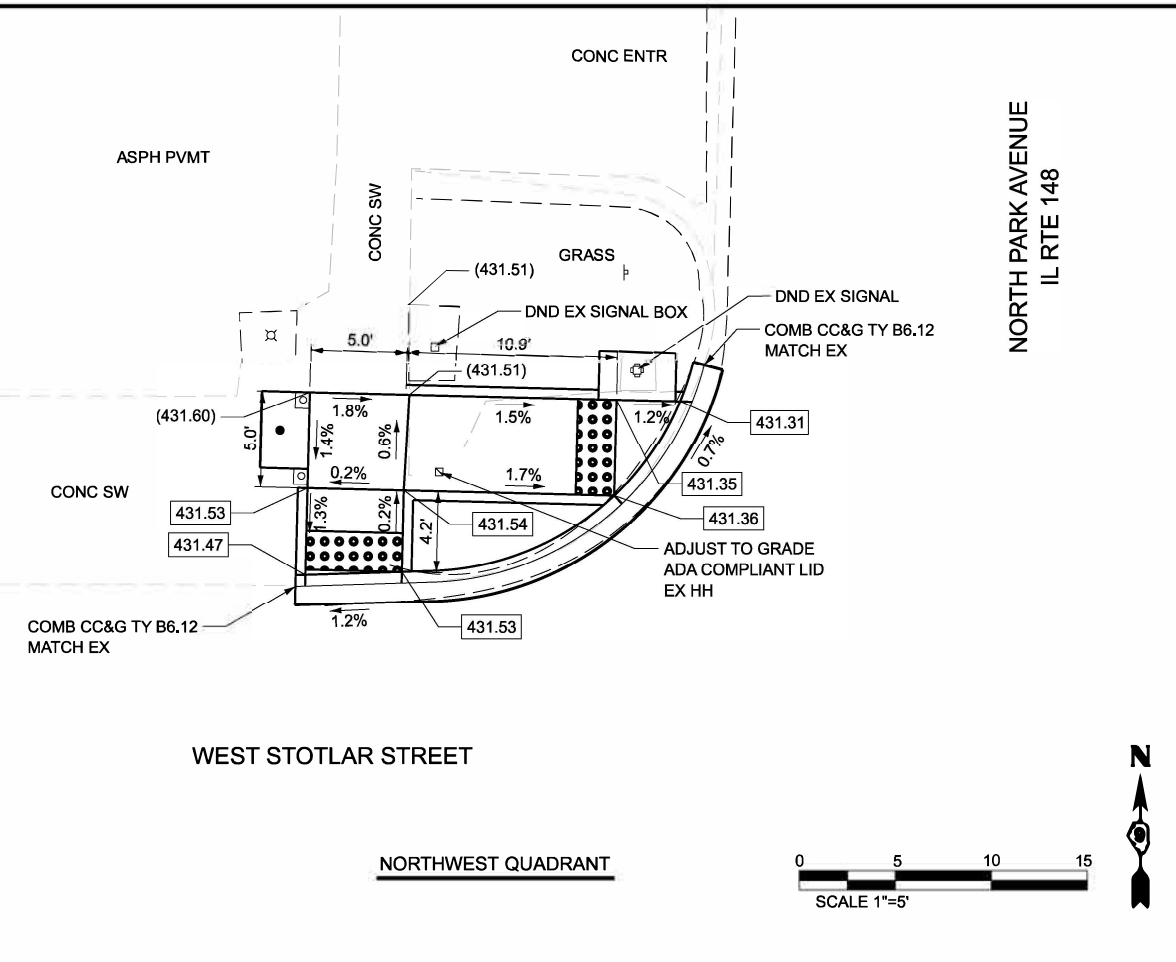 CONC ENTR
ASPH PVMT
CONC SW
NORTH PARK AVENUE
IL RTE 148
GRASS
(431.51)
DND EX SIGNAL BOX
DND EX SIGNAL
COMB CC&G TY B6.12
MATCH EX
5.0'
10.9'
(431.51)
(431.60)
1.8%
1.5%
1.2%
431.31
5.0'
1.4%
0.6%
0.7%
0.2%
1.7%
431.35
CONC SW
431.53
1.3%
0.2%
4.2'
431.54
431.36
431.47
ADJUST TO GRADE
ADA COMPLIANT LID
EX HH
1.2%
431.53
COMB CC&G TY B6.12
MATCH EX
WEST STOTLAR STREET
N
NORTHWEST QUADRANT
0 5 10 15
SCALE 1"=5'